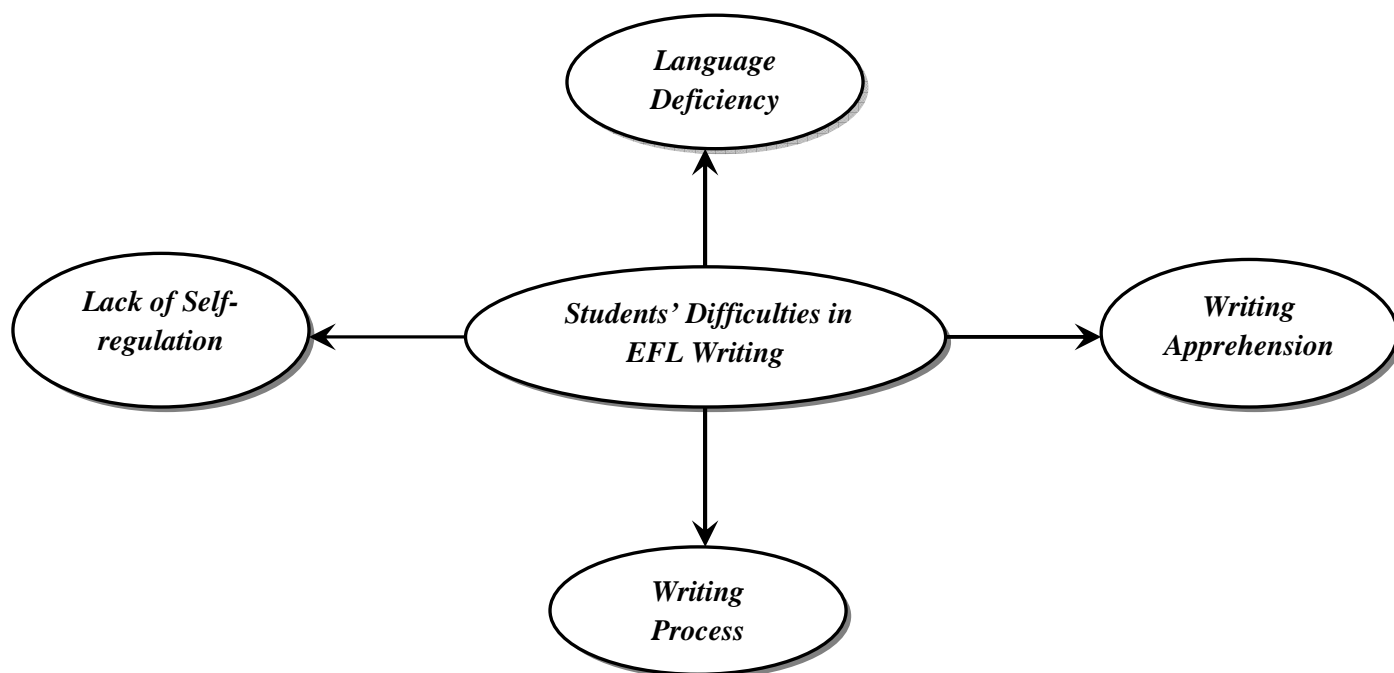 Language
Deficiency
Lack of Self-
regulation
Students’ Difficulties in
EFL Writing
Writing
Apprehension
Writing
Process